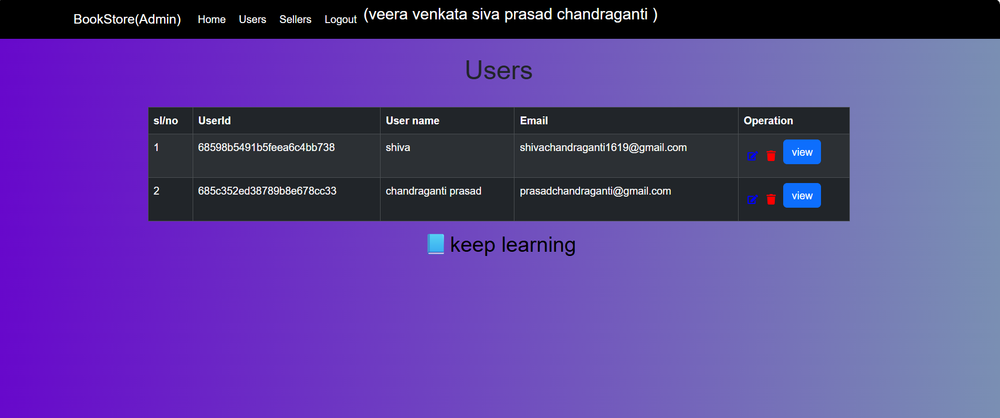 BookStore(Admin) Home Users Sellers Logout (veera venkata siva prasad chandraganti )
Users
sl/no UserId User name Email Operation
1 68598b5491b5feea6c4bb738 shiva shivachandraganti1619@gmail.com view
2 685c352ed38789b8e678cc33 chandraganti prasad prasadchandraganti@gmail.com view
keep learning